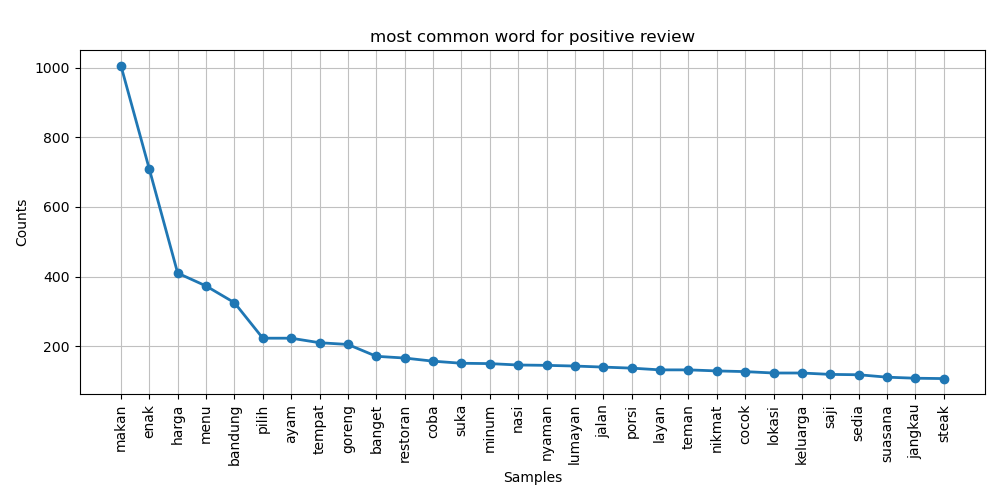 most common word for positive review
1000
800
600
400
200
Counts
makan
enak
harga
menu
bandung
pilih
ayam
tempat
goreng
banget
restoran
coba
suka
minum
nasi
nyaman
lumayan
jalan
porsi
layan
teman
nikmat
cocok
lokasi
keluarga
saji
sedia
suasana
jangkau
steak
Samples